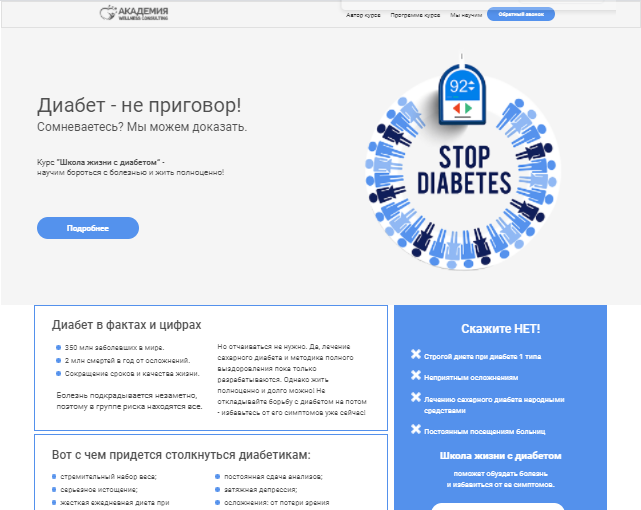 АКАДЕМИЯ
WELLNESS CONSULTING
Автор курса
Программа курса
Мы научим
Обратный звонок
Диабет - не приговор!
Сомневаетесь? Мы можем доказать.
Курс "Школа жизни с диабетом" -
научим бороться с болезнью и жить полноценно!
Подробнее
92
STOP
DIABETES
Диабет в фактах и цифрах
350 млн заболевших в мире.
2 млн смертей в год от осложнений.
Сокращение сроков и качества жизни.
Болезнь подкрадывается незаметно,
поэтому в группе риска находятся все.
Но отчаиваться не нужно. Да, лечение
сахарного диабета и методика полного
выздоровления пока только
разрабатываются. Однако жить
полноценно и долго можно! Не
откладывайте борьбу с диабетом на потом
- избавьтесь от его симптомов уже сейчас!
Скажите НЕТ!
Строгой диете при диабете 1 типа
Неприятным осложнениям
Лечению сахарного диабета народными
средствами
Постоянным посещениям больниц
Школа жизни с диабетом
поможет обуздать болезнь
и избавиться от ее симптомов.
Вот с чем придется столкнуться диабетикам:
стремительный набор веса;
серьезное истощение;
жесткая ежедневная диета при
постоянная сдача анализов;
затяжная депрессия;
осложнения: от потери зрения